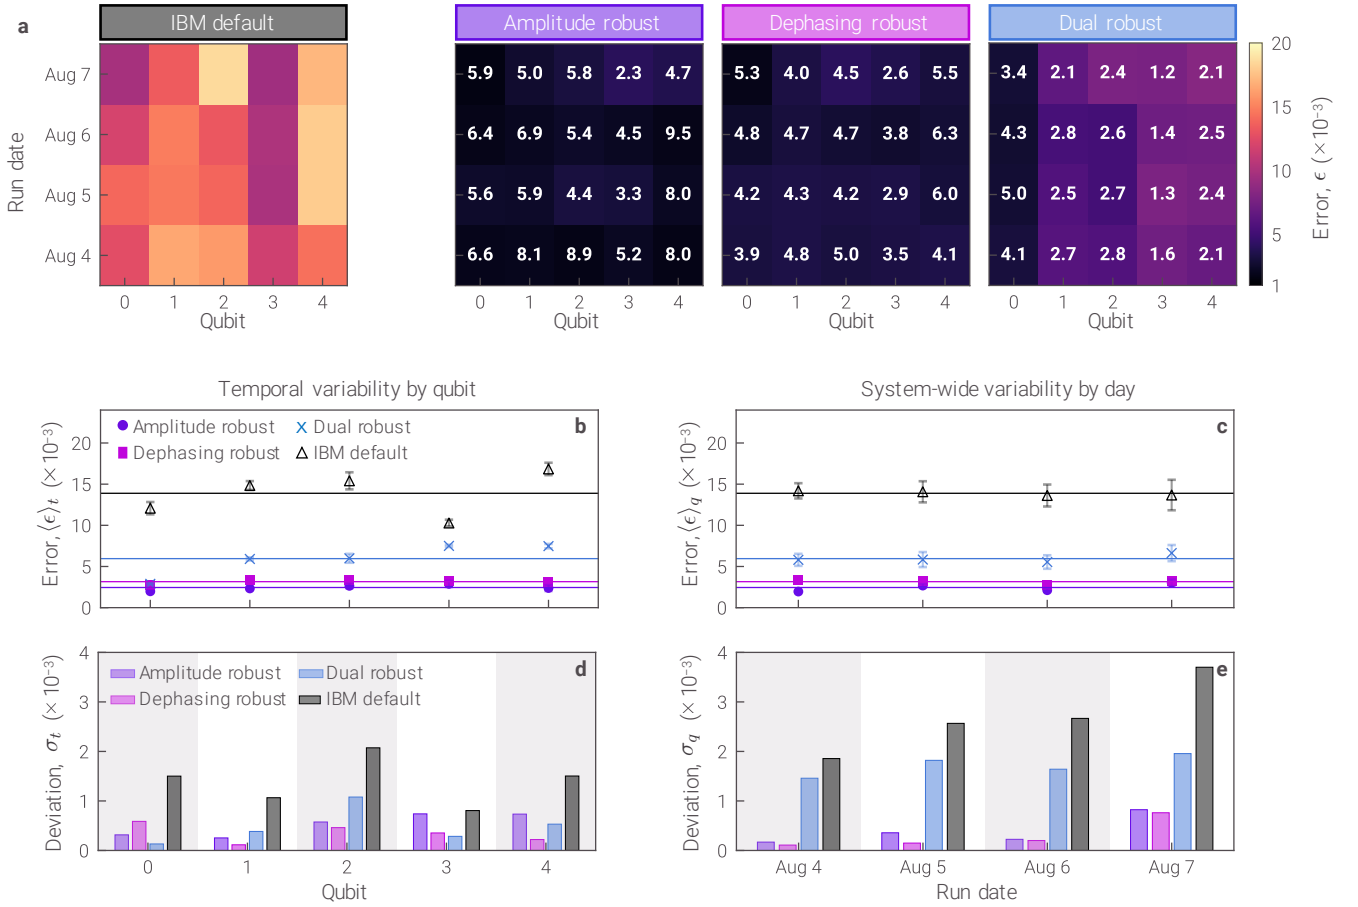 a
IBM default
Amplitude robust
Dephasing robust
Dual robust
Run date
Aug 7
Aug 6
Aug 5
Aug 4
0 1 2 3 4
Qubit
5.9 5.0 5.8 2.3 4.7
6.4 6.9 5.4 4.5 9.5
5.6 5.9 4.4 3.3 8.0
6.6 8.1 8.9 5.2 8.0
0 1 2 3 4
Qubit
5.3 4.0 4.5 2.6 5.5
4.8 4.7 4.7 3.8 6.3
4.2 4.3 4.2 2.9 6.0
3.9 4.8 5.0 3.5 4.1
0 1 2 3 4
Qubit
3.4 2.1 2.4 1.2 2.1
4.3 2.8 2.6 1.4 2.5
5.0 2.5 2.7 1.3 2.4
4.1 2.7 2.8 1.6 2.1
0 1 2 3 4
Qubit
20
15
10
5
1
Error, ϵ (×10⁻³)
Temporal variability by qubit
b
Amplitude robust
Dual robust
Dephasing robust
IBM default
Error, ⟨ϵ⟩ₜ (×10⁻³)
20
15
10
5
0
System-wide variability by day
c
Error, ⟨ϵ⟩_q (×10⁻³)
20
15
10
5
0
d
Amplitude robust
Dual robust
Dephasing robust
IBM default
Deviation, σₜ (×10⁻³)
4
3
2
1
0
0 1 2 3 4
Qubit
e
Deviation, σ_q (×10⁻³)
4
3
2
1
0
Aug 4 Aug 5 Aug 6 Aug 7
Run date